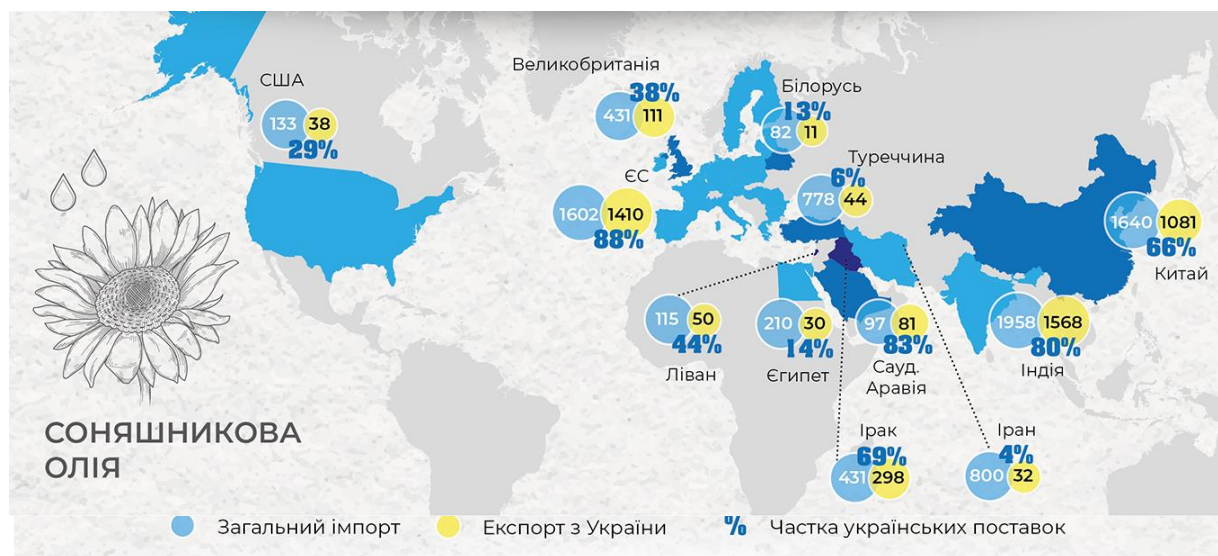 США
133 38
29%
Великобританія
38%
431 111
Білорусь
13%
82 11
Туреччина
6%
778 44
ЄС
1602 1410
88%
1640 1081
66%
Китай
115 50
44%
Ліван
210 30
14%
Єгипет
97 81
83%
Сауд.
Аравія
1958 1568
80%
Індія
СОНЯШНИКОВА
ОЛІЯ
Ірак
69%
431 298
Іран
4%
800 32
Загальний імпорт
Експорт з України
% Частка українських поставок